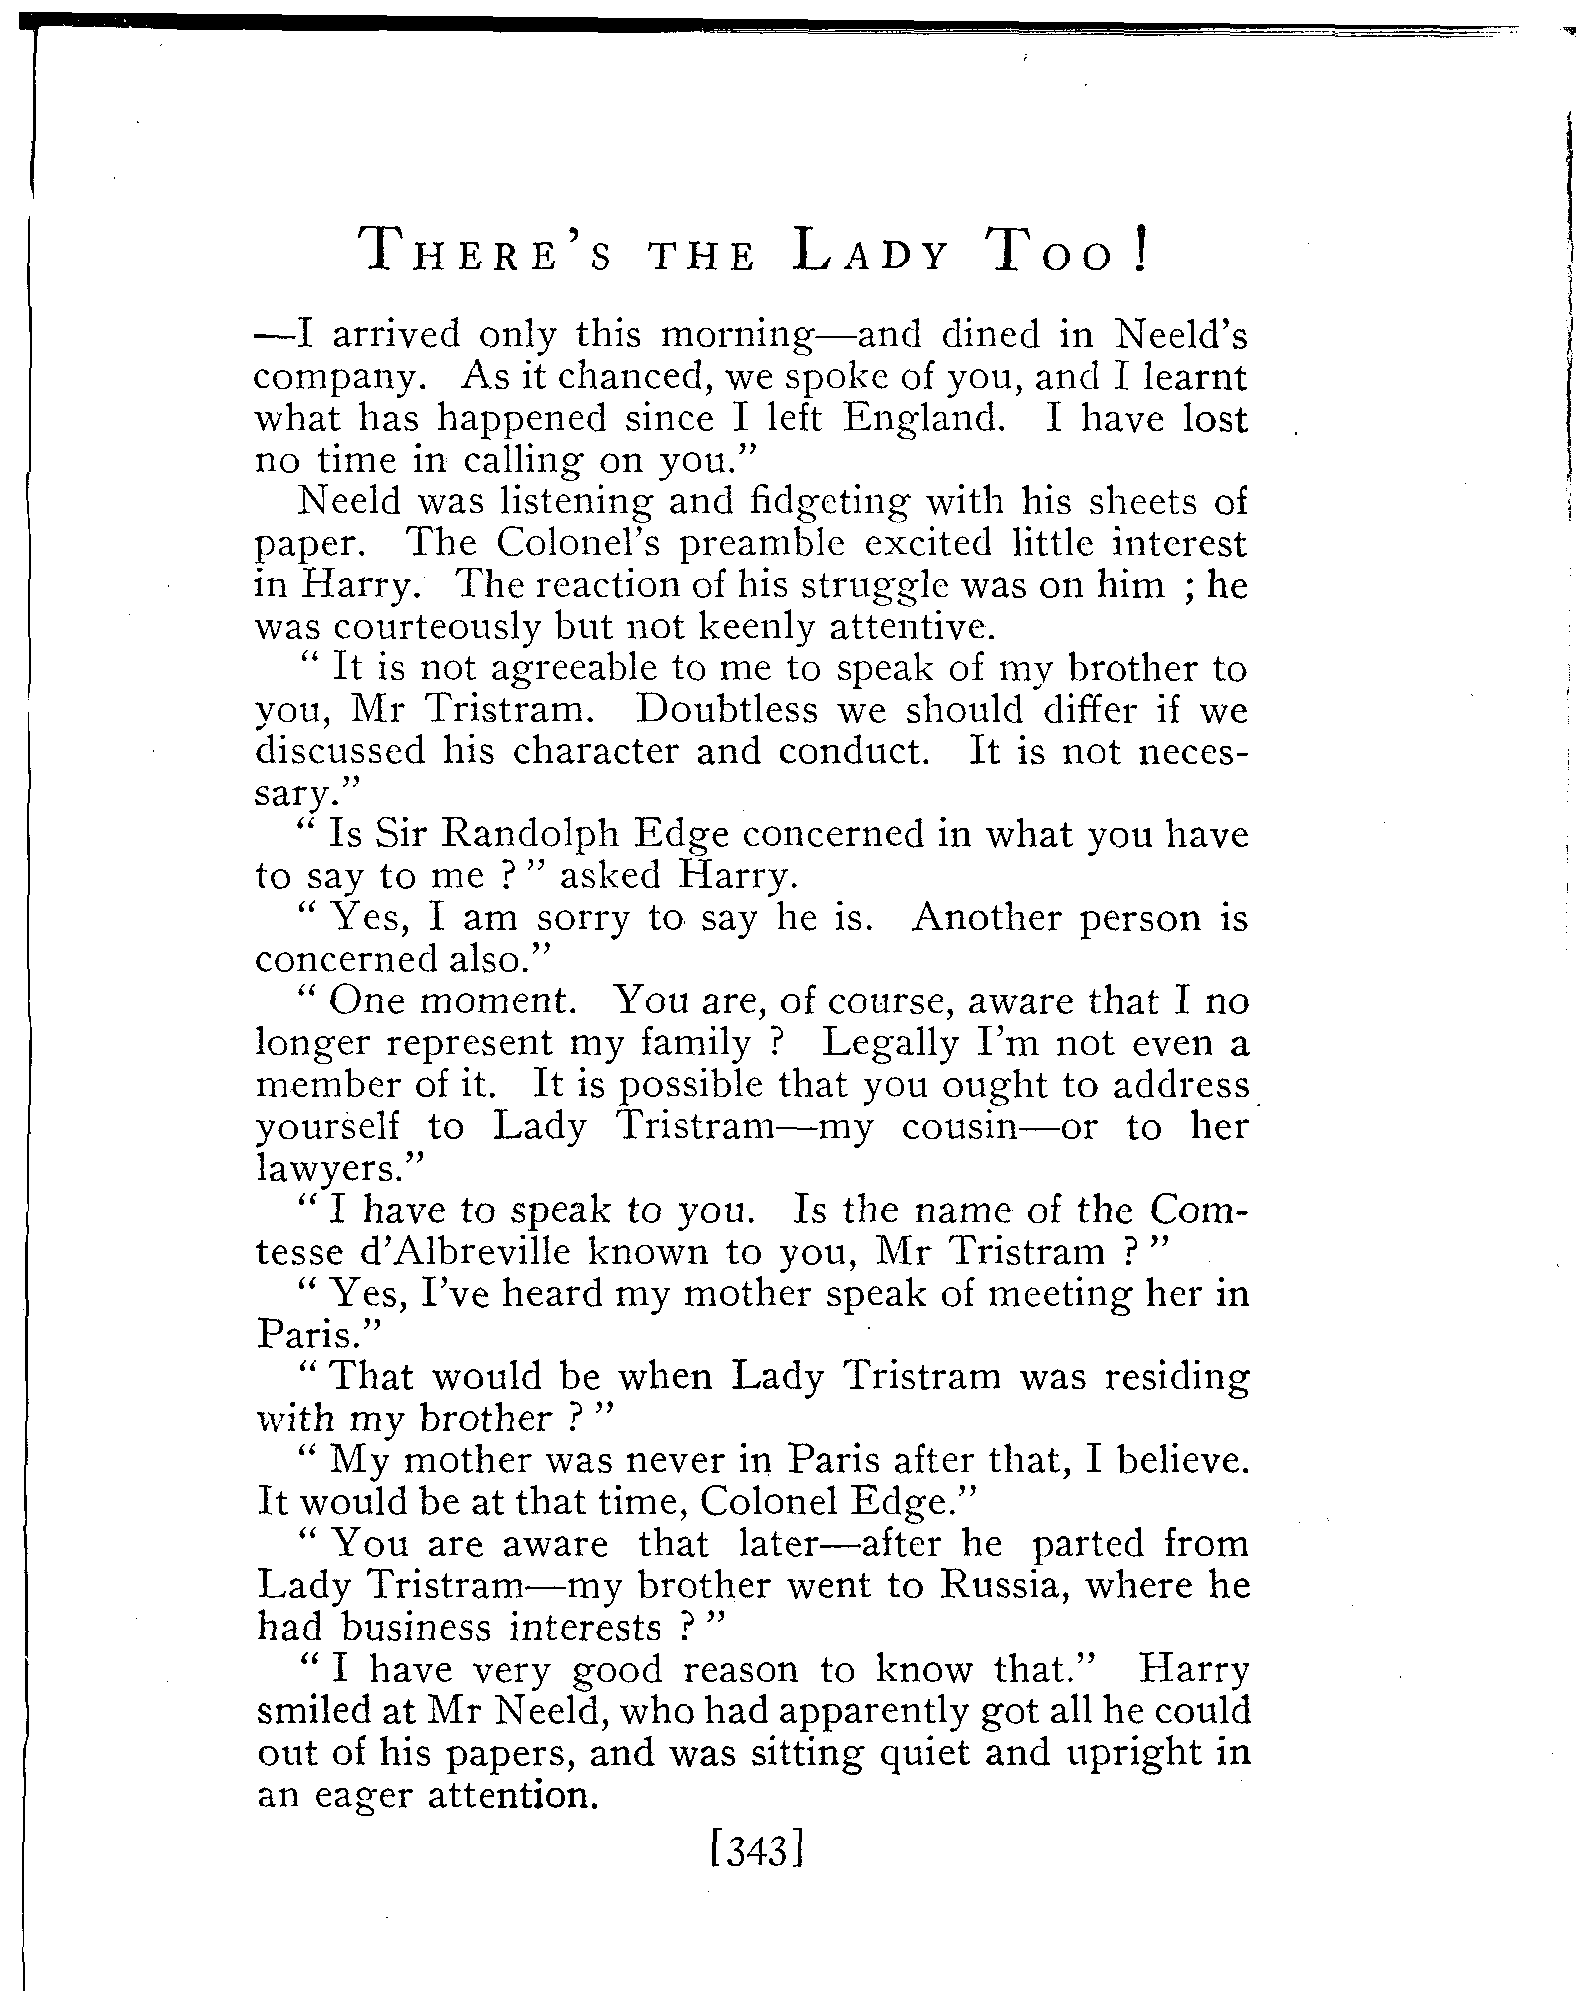 THERE'S THE LADY TOO!
—I arrived only this morning—and dined in Neeld's
company. As it chanced, we spoke of you, and I learnt
what has happened since I left England. I have lost
no time in calling on you."
Neeld was listening and fidgeting with his sheets of
paper. The Colonel's preamble excited little interest
in Harry. The reaction of his struggle was on him ; he
was courteously but not keenly attentive.
" It is not agreeable to me to speak of my brother to
you, Mr Tristram. Doubtless we should differ if we
discussed his character and conduct. It is not neces-
sary."
" Is Sir Randolph Edge concerned in what you have
to say to me ? " asked Harry.
" Yes, I am sorry to say he is. Another person is
concerned also."
" One moment. You are, of course, aware that I no
longer represent my family ? Legally I'm not even a
member of it. It is possible that you ought to address
yourself to Lady Tristram—my cousin—or to her
lawyers."
" I have to speak to you. Is the name of the Com-
tesse d'Albreville known to you, Mr Tristram ? "
" Yes, I've heard my mother speak of meeting her in
Paris."
" That would be when Lady Tristram was residing
with my brother ? "
" My mother was never in Paris after that, I believe.
It would be at that time, Colonel Edge."
" You are aware that later—after he parted from
Lady Tristram—my brother went to Russia, where he
had business interests ? "
" I have very good reason to know that." Harry
smiled at Mr Neeld, who had apparently got all he could
out of his papers, and was sitting quiet and upright in
an eager attention.
[343]